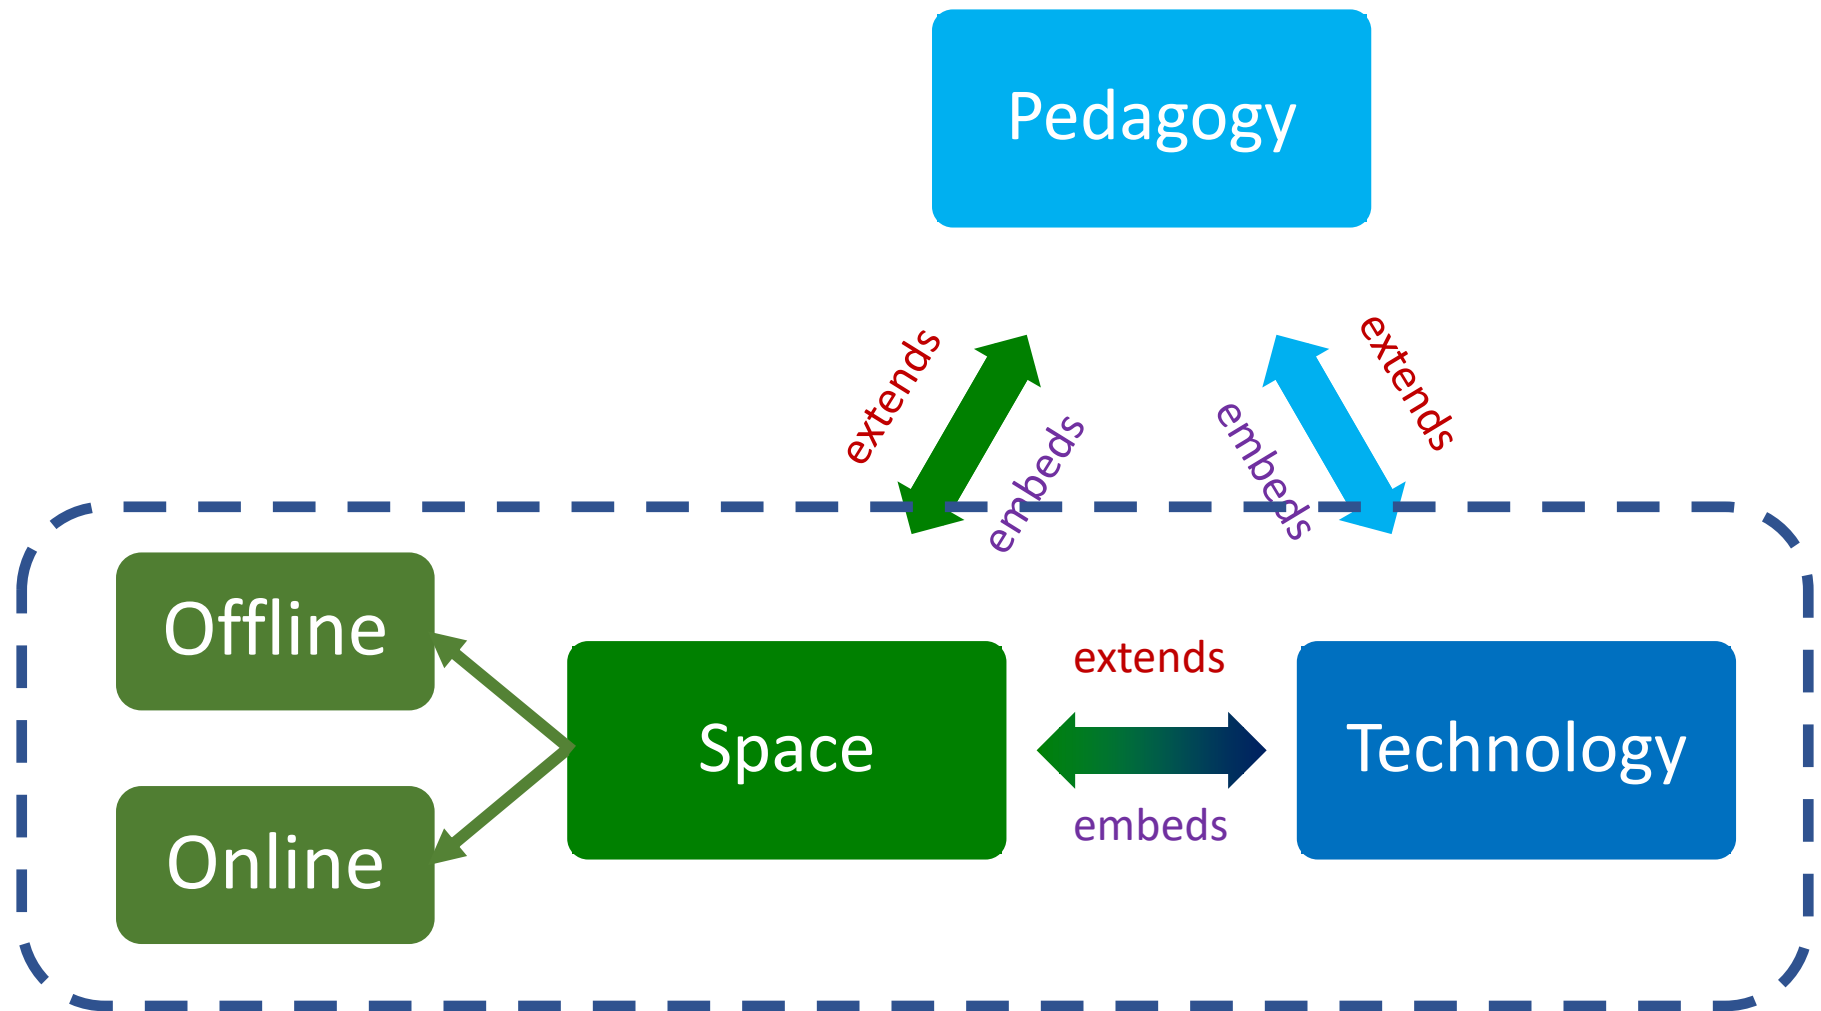 Pedagogy
extends
embeds
embeds
extends
Offline
Online
Space
extends
embeds
Technology